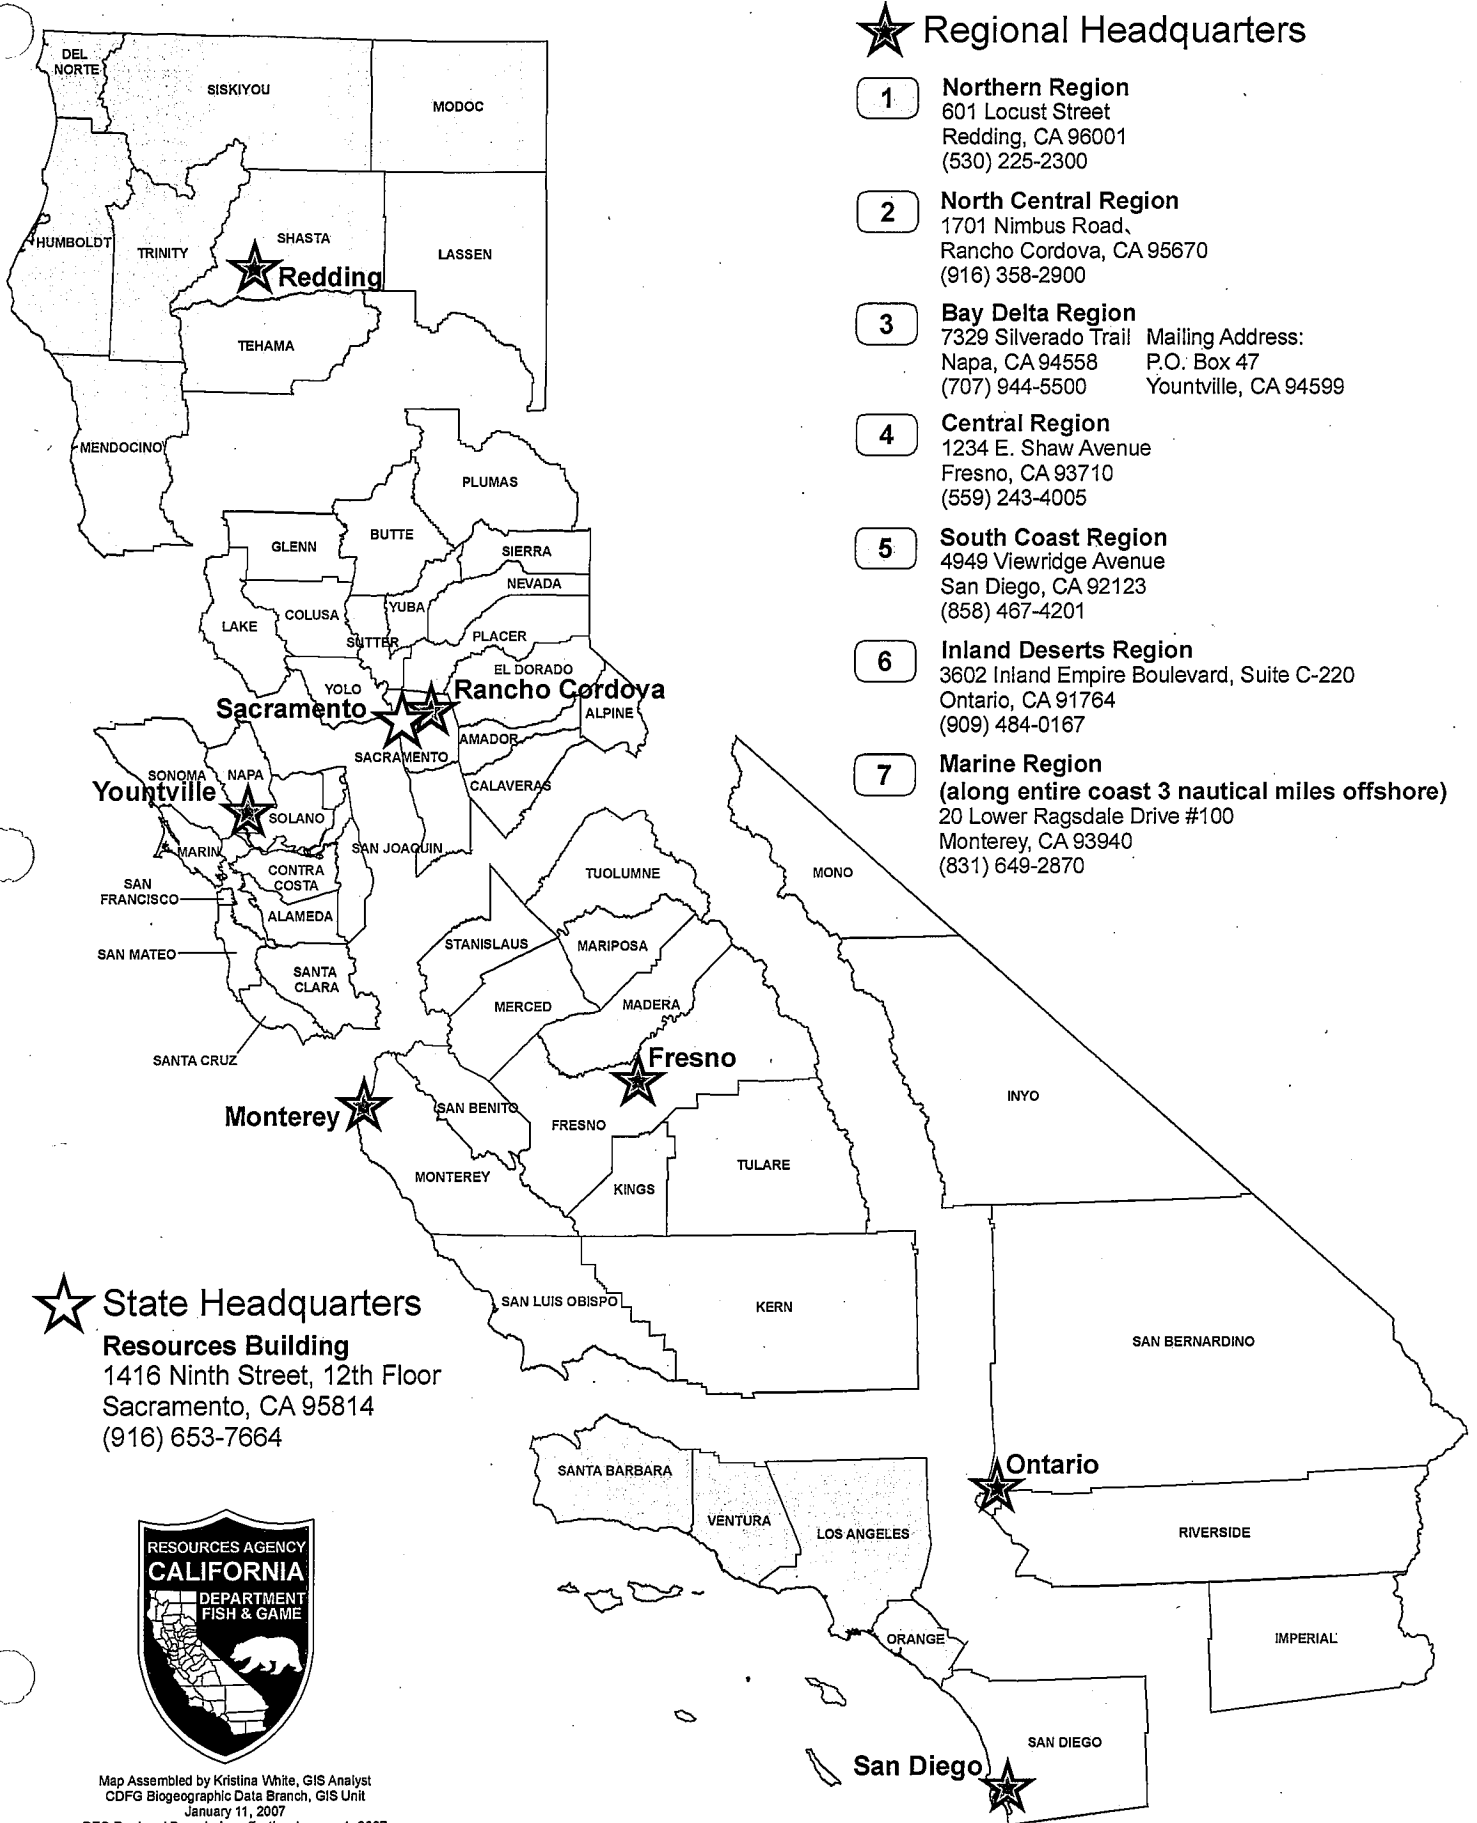 Regional Headquarters
1 Northern Region
601 Locust Street
Redding, CA 96001
(530) 225-2300
2 North Central Region
1701 Nimbus Road,
Rancho Cordova, CA 95670
(916) 358-2900
3 Bay Delta Region
7329 Silverado Trail Mailing Address:
Napa, CA 94558 P.O. Box 47
(707) 944-5500 Yountville, CA 94599
4 Central Region
1234 E. Shaw Avenue
Fresno, CA 93710
(559) 243-4005
5 South Coast Region
4949 Viewridge Avenue
San Diego, CA 92123
(858) 467-4201
6 Inland Deserts Region
3602 Inland Empire Boulevard, Suite C-220
Ontario, CA 91764
(909) 484-0167
7 Marine Region
(along entire coast 3 nautical miles offshore)
20 Lower Ragsdale Drive #100
Monterey, CA 93940
(831) 649-2870
DEL
NORTE
SISKIYOU
MODOC
HUMBOLDT
TRINITY
SHASTA
LASSEN
Redding
TEHAMA
MENDOCINO
PLUMAS
BUTTE
GLENN
SIERRA
NEVADA
YUBA
COLUSA
LAKE
SUTTER
PLACER
EL DORADO
YOLO
Rancho Cordova
Sacramento
ALPINE
AMADOR
SACRAMENTO
SONOMA
NAPA
CALAVERAS
Yountville
SOLANO
SAN JOAQUIN
MARIN
CONTRA
COSTA
SAN
FRANCISCO
ALAMEDA
SAN MATEO
SANTA
CLARA
SANTA CRUZ
TUOLUMNE
MONO
STANISLAUS
MARIPOSA
MERCED
MADERA
Fresno
INYO
Monterey
SAN BENITO
FRESNO
MONTEREY
KINGS
TULARE
SAN LUIS OBISPO
KERN
SAN BERNARDINO
State Headquarters
Resources Building
1416 Ninth Street, 12th Floor
Sacramento, CA 95814
(916) 653-7664
Ontario
SANTA BARBARA
VENTURA
LOS ANGELES
RIVERSIDE
ORANGE
IMPERIAL
SAN DIEGO
San Diego
RESOURCES AGENCY
CALIFORNIA
DEPARTMENT
FISH & GAME
Map Assembled by Kristina White, GIS Analyst
CDFG Biogeographic Data Branch, GIS Unit
January 11, 2007